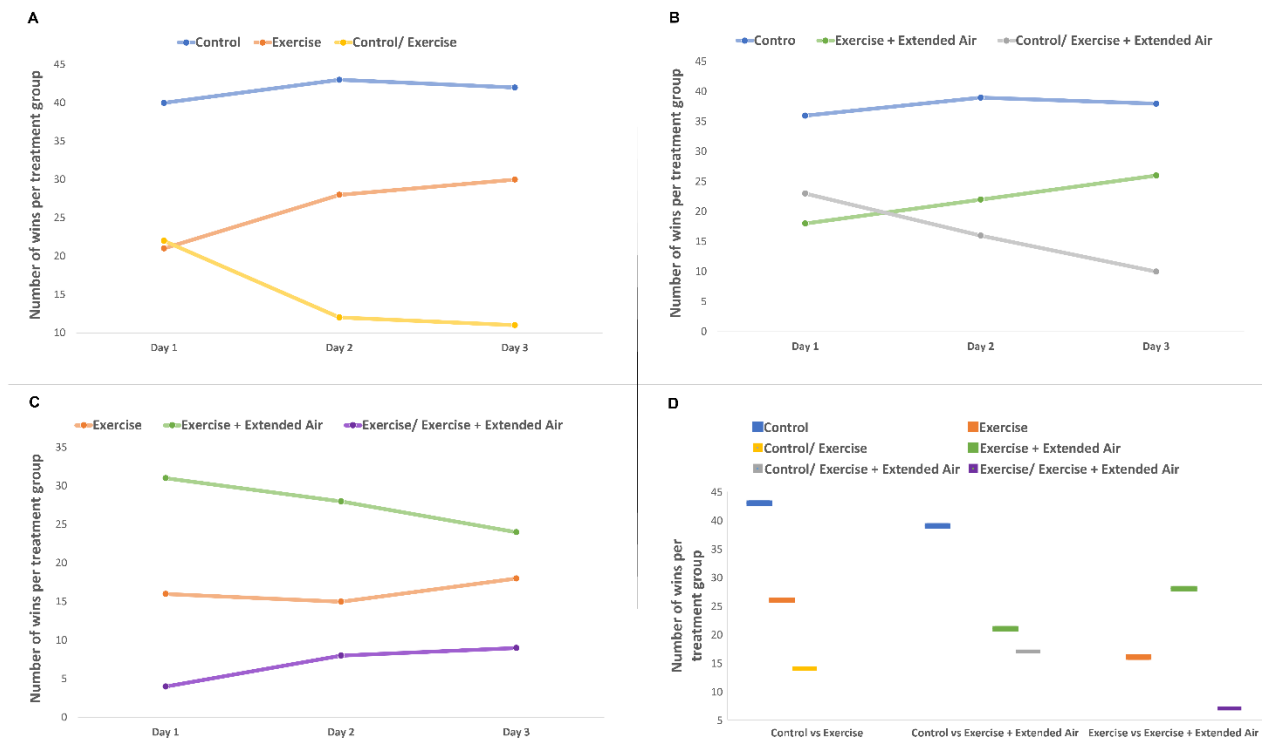 A
Control Exercise Control/ Exercise
Number of wins per treatment group
45
40
35
30
25
20
15
10
Day 1 Day 2 Day 3
B
Contro Exercise + Extended Air Control/ Exercise + Extended Air
Number of wins per treatment group
45
40
35
30
25
20
15
10
5
0
Day 1 Day 2 Day 3
C
Exercise Exercise + Extended Air Exercise/ Exercise + Extended Air
Number of wins per treatment group
35
30
25
20
15
10
5
0
Day 1 Day 2 Day 3
D
Control Exercise
Control/ Exercise Exercise + Extended Air
Control/ Exercise + Extended Air Exercise/ Exercise + Extended Air
Number of wins per
treatment group
45
40
35
30
25
20
15
10
5
Control vs Exercise Control vs Exercise + Extended Air Exercise vs Exercise + Extended Air